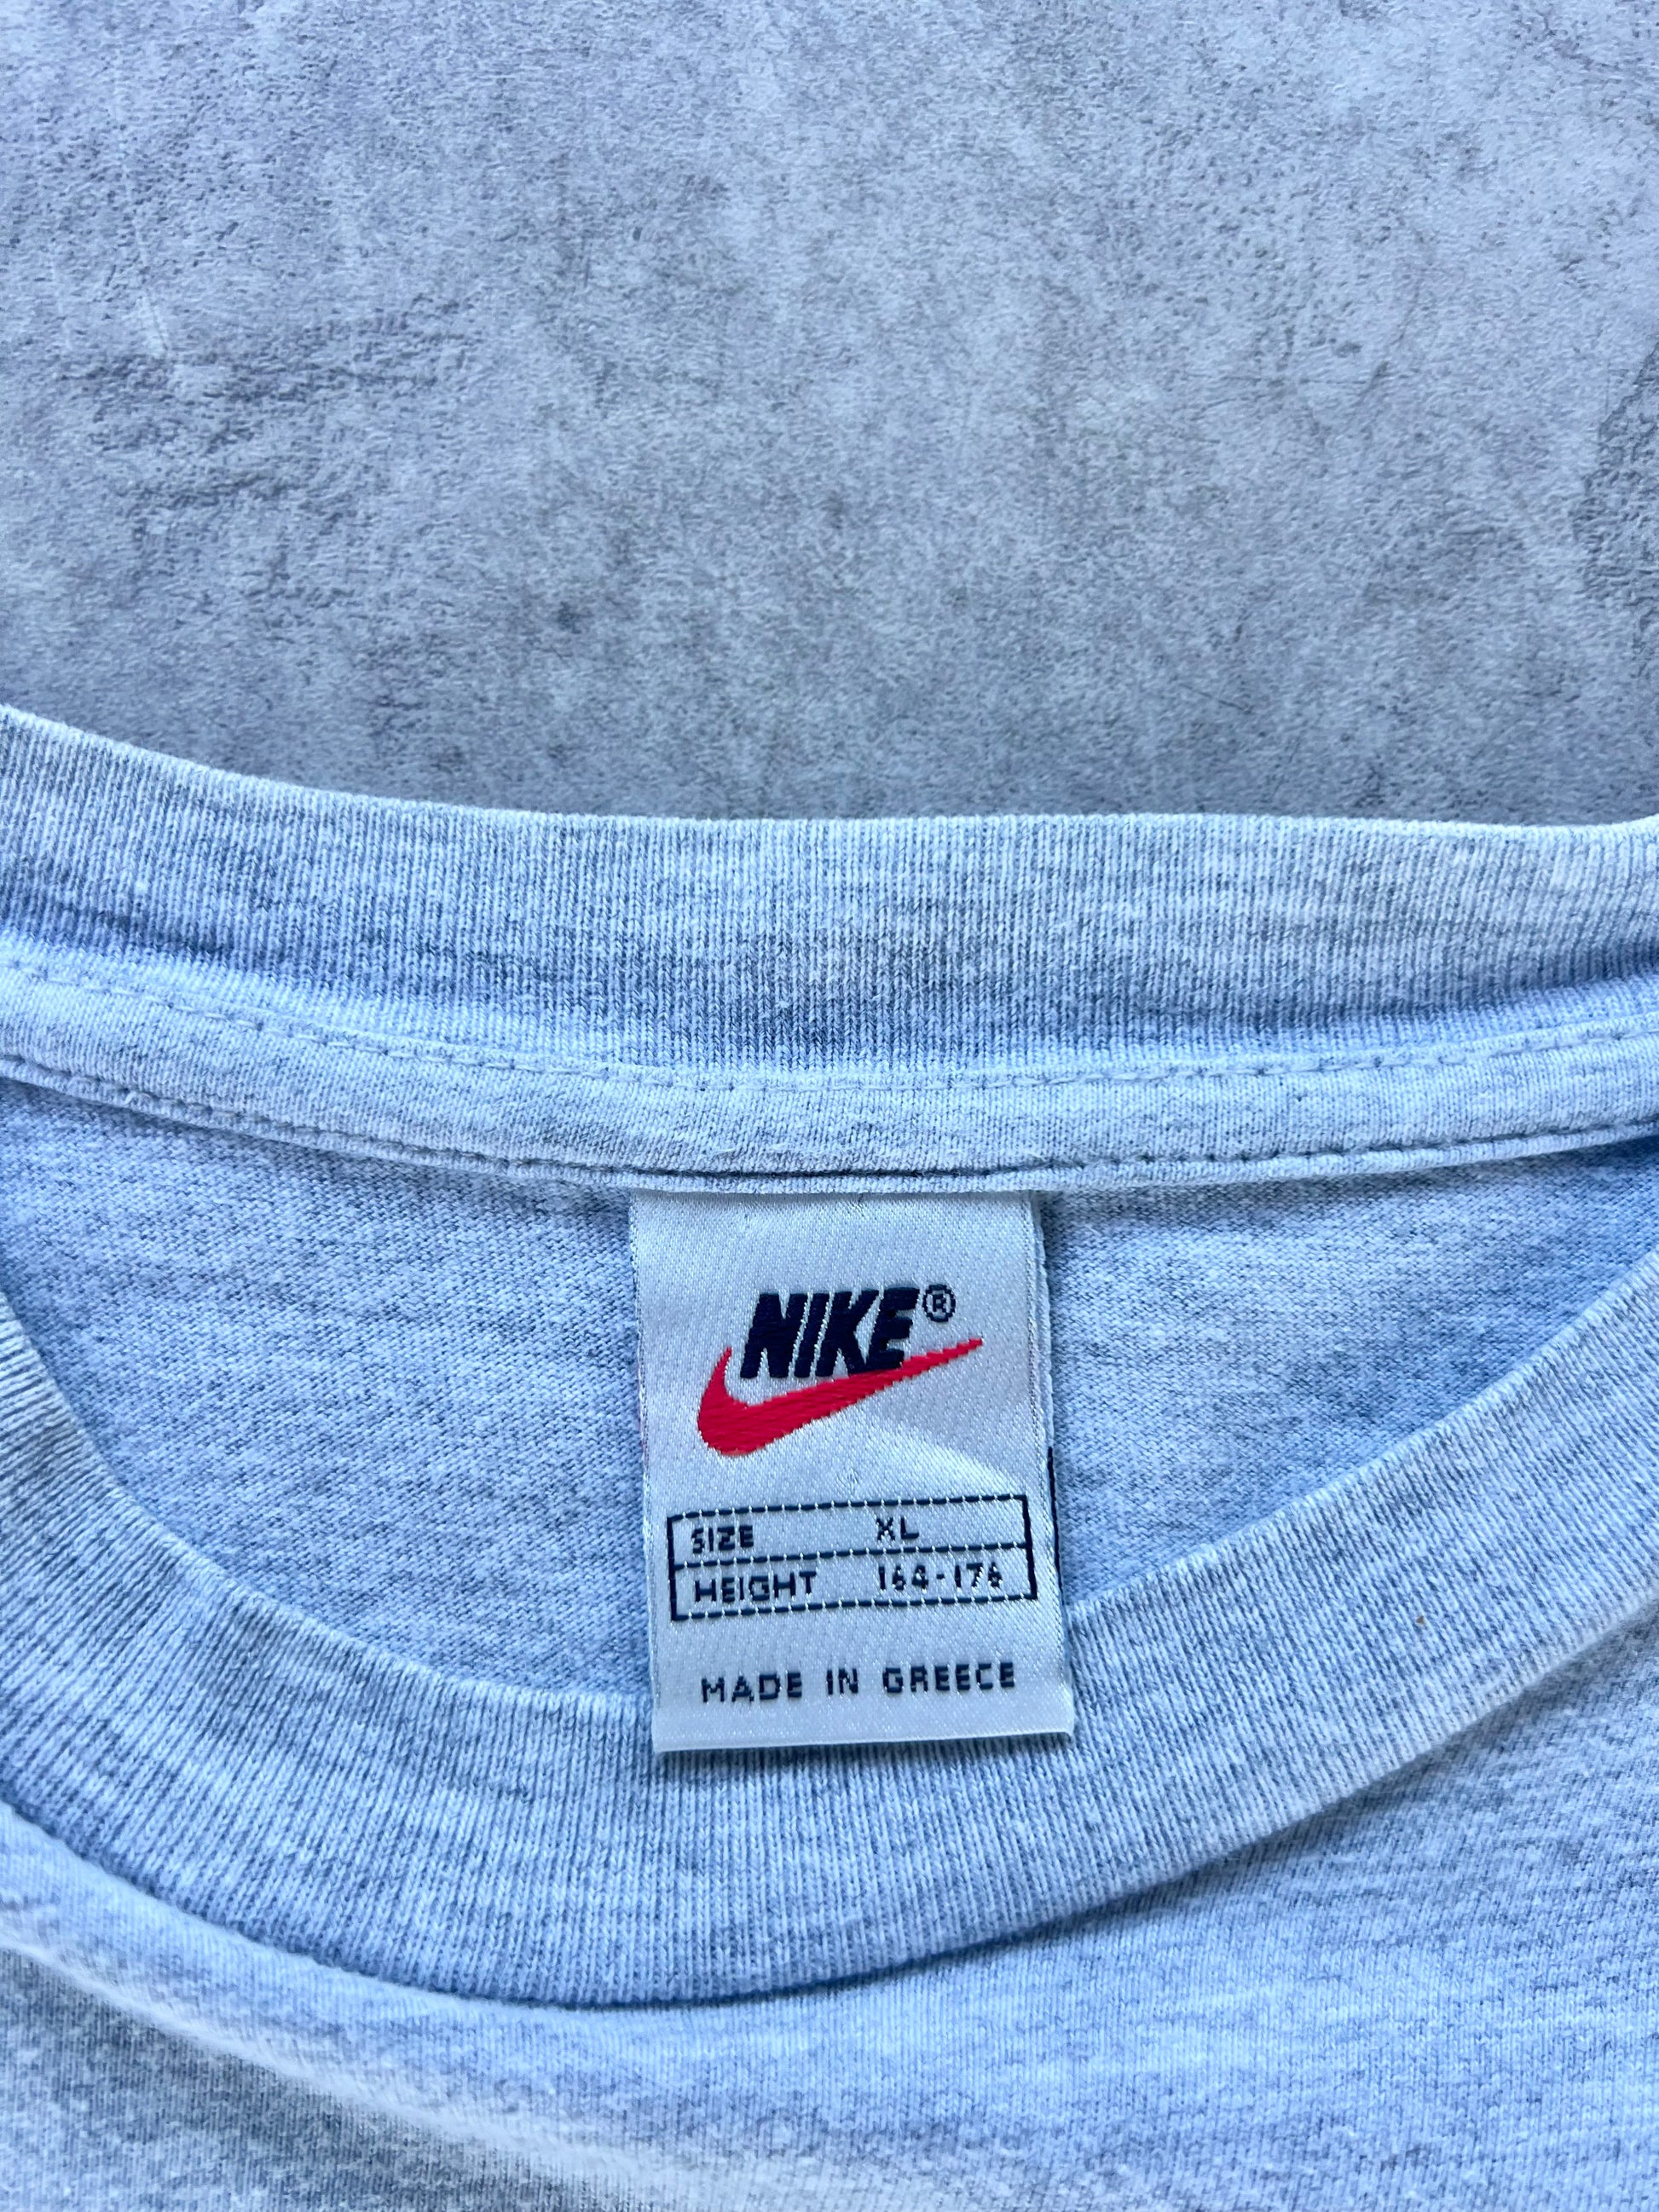 NIKE®
SIZE XL
HEIGHT 164-176
MADE IN GREECE